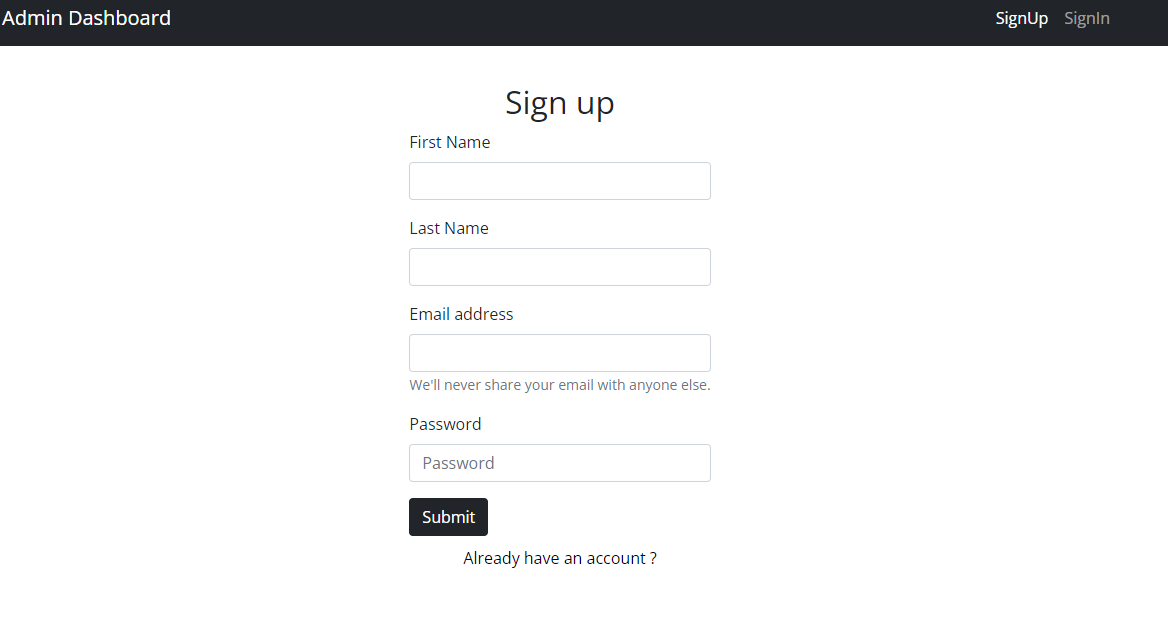 Admin Dashboard
SignUp SignIn
Sign up
First Name
Last Name
Email address
We'll never share your email with anyone else.
Password
Password
Submit
Already have an account ?